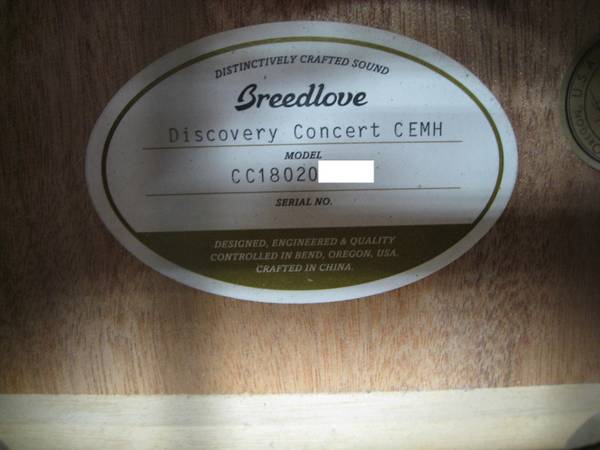 DISTINCTIVELY CRAFTED SOUND
Breedlove
Discovery Concert CEMH
MODEL
CC18020
SERIAL NO.
DESIGNED, ENGINEERED & QUALITY
CONTROLLED IN BEND, OREGON, USA.
CRAFTED IN CHINA.
OREGON, U.S.